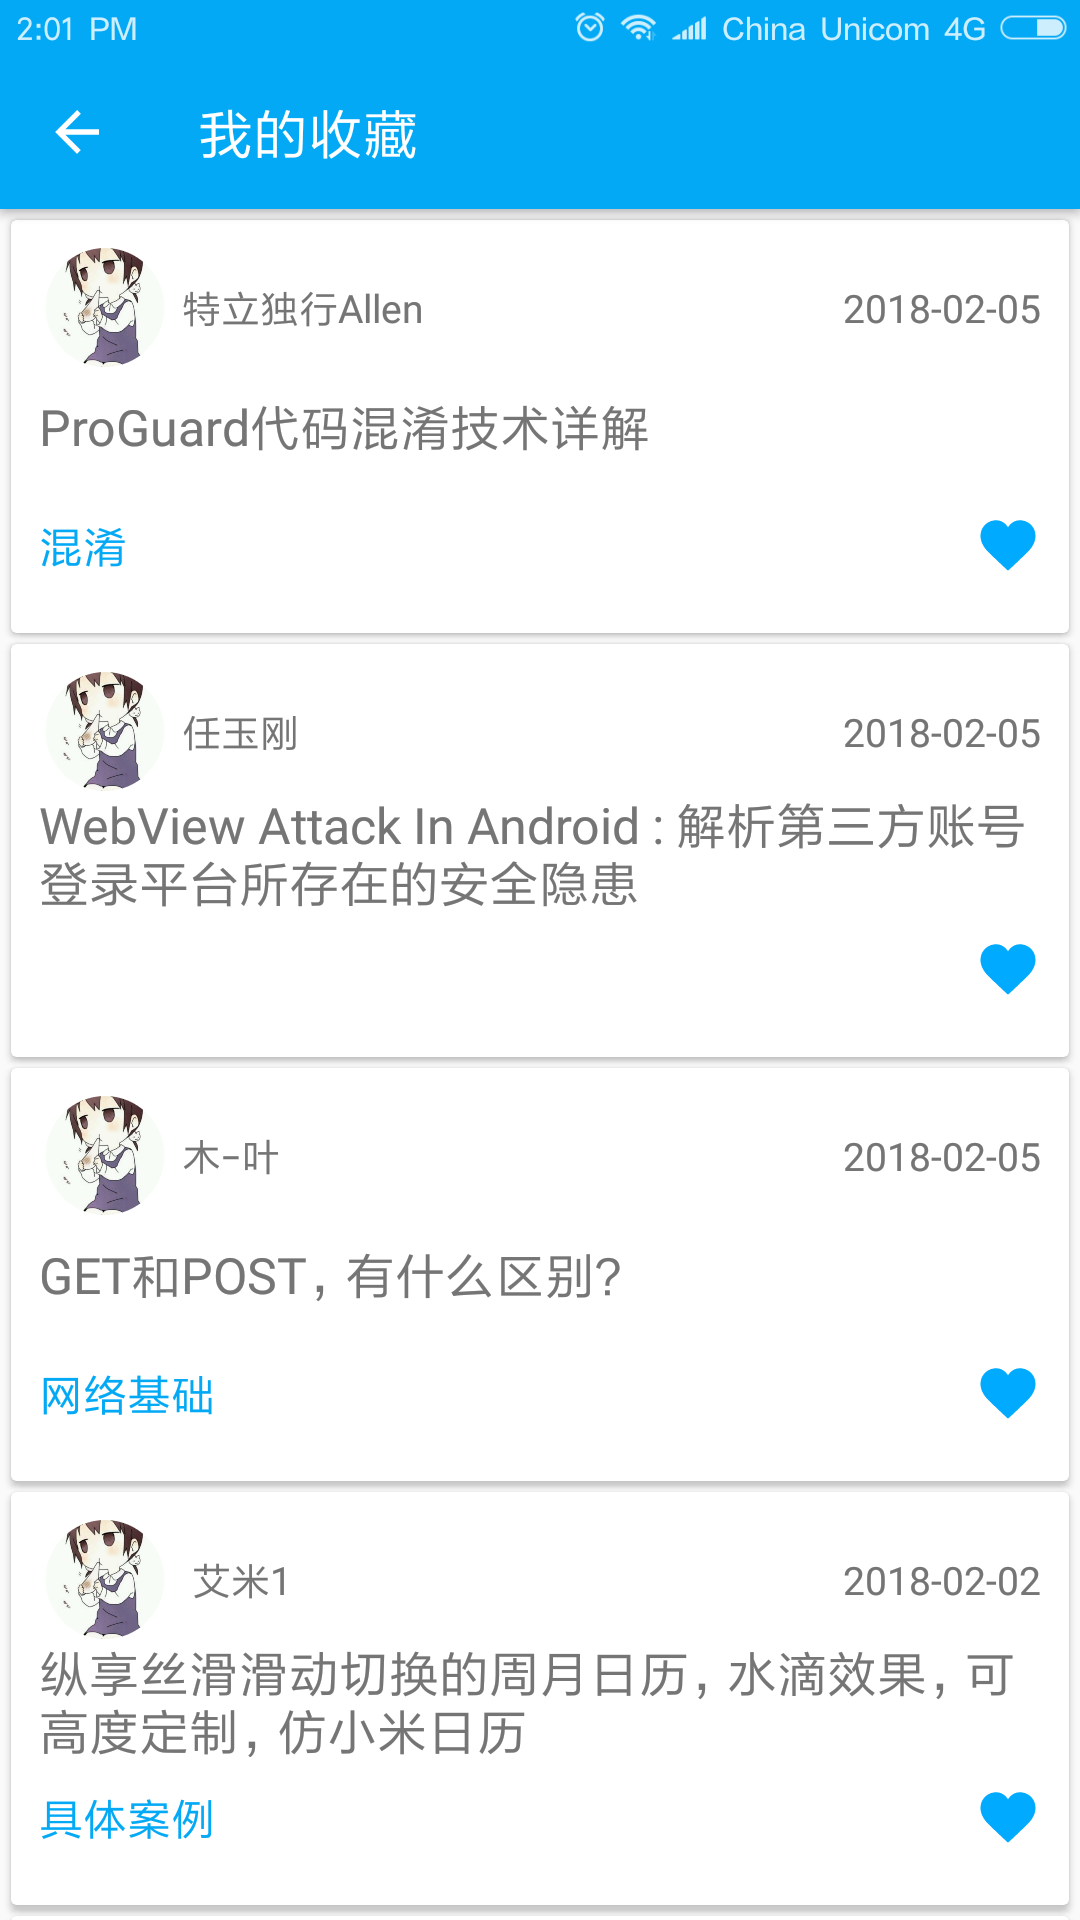 2:01 PM China Unicom 4G
我的收藏
特立独行Allen 2018-02-05
ProGuard代码混淆技术详解
混淆
任玉刚 2018-02-05
WebView Attack In Android : 解析第三方账号
登录平台所存在的安全隐患
木-叶 2018-02-05
GET和POST，有什么区别?
网络基础
艾米1 2018-02-02
纵享丝滑滑动切换的周月日历，水滴效果，可
高度定制，仿小米日历
具体案例